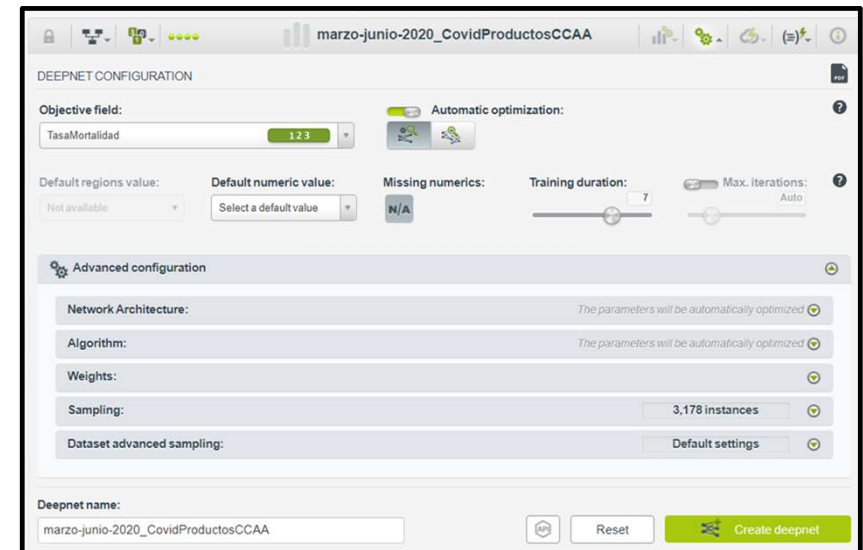 marzo-junio-2020_CovidProductosCCAA
DEEPNET CONFIGURATION
PDF
Objective field:
Automatic optimization:
TasaMortalidad
123
Default regions value:
Default numeric value:
Missing numerics:
Training duration:
Max. iterations:
Not available
Select a default value
N/A
7
Auto
Advanced configuration
Network Architecture:
The parameters will be automatically optimized
Algorithm:
The parameters will be automatically optimized
Weights:
Sampling:
3,178 instances
Dataset advanced sampling:
Default settings
Deepnet name:
marzo-junio-2020_CovidProductosCCAA
API
Reset
Create deepnet